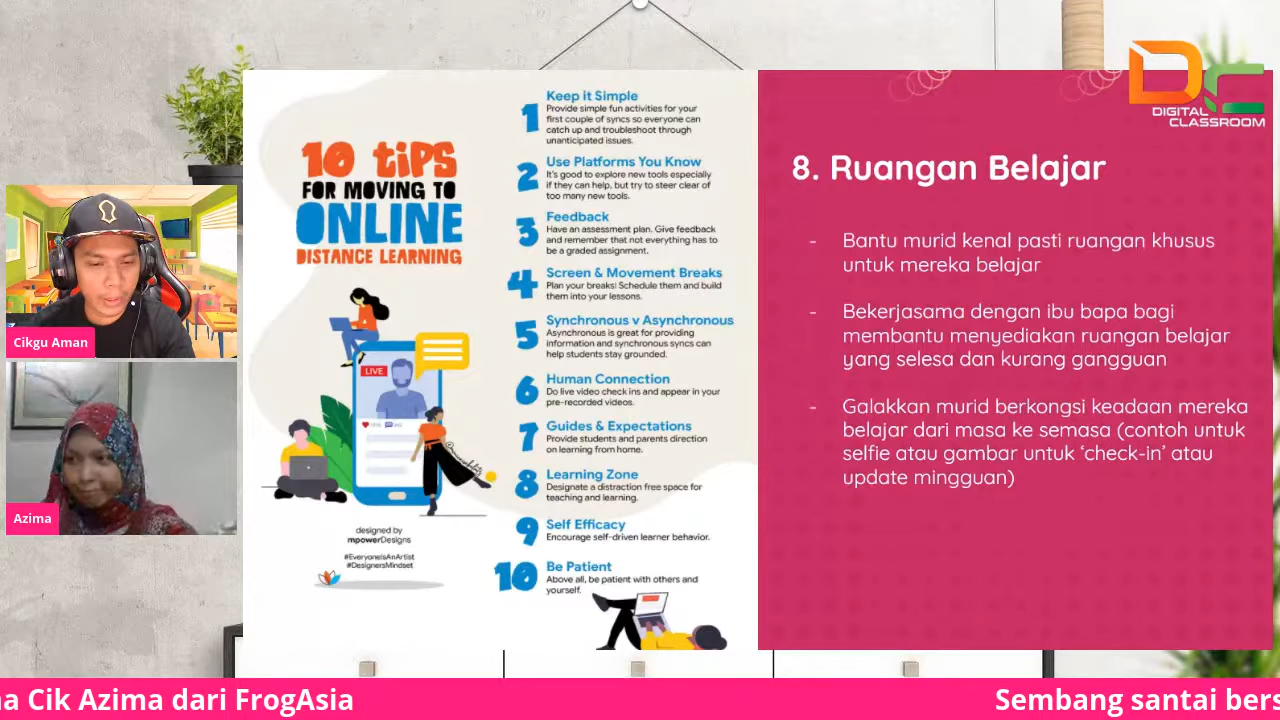 10 tips
FOR MOVING TO
ONLINE
DISTANCE LEARNING
LIVE
designed by
mpowerDesigns
#EveryoneIsAnArtist
#DesignersMindset
1 Keep it Simple
Provide simple fun activities for your
first couple of syncs so everyone can
catch up and troubleshoot through
unanticipated issues.
2 Use Platforms You Know
It's good to explore new tools especially
if they can help, but try to steer clear of
too many new tools.
3 Feedback
Have an assessment plan. Give feedback
and remember that not everything has to
be a graded assignment.
4 Screen & Movement Breaks
Plan your breaks! Schedule them and build
them into your lessons.
5 Synchronous v Asynchronous
Asynchronous is great for providing
information and synchronous syncs can
help students stay grounded.
6 Human Connection
Do live video check ins and appear in your
pre-recorded videos.
7 Guides & Expectations
Provide students and parents direction
on learning from home.
8 Learning Zone
Designate a distraction free space for
teaching and learning.
9 Self Efficacy
Encourage self-driven learner behavior.
10 Be Patient
Above all, be patient with others and
yourself.
DC
DIGITAL
CLASSROOM
8. Ruangan Belajar
- Bantu murid kenal pasti ruangan khusus
untuk mereka belajar
- Bekerjasama dengan ibu bapa bagi
membantu menyediakan ruangan belajar
yang selesa dan kurang gangguan
- Galakkan murid berkongsi keadaan mereka
belajar dari masa ke semasa (contoh untuk
selfie atau gambar untuk ‘check-in’ atau
update mingguan)
Cikgu Aman
Azima
a Cik Azima dari FrogAsia
Sembang santai bers